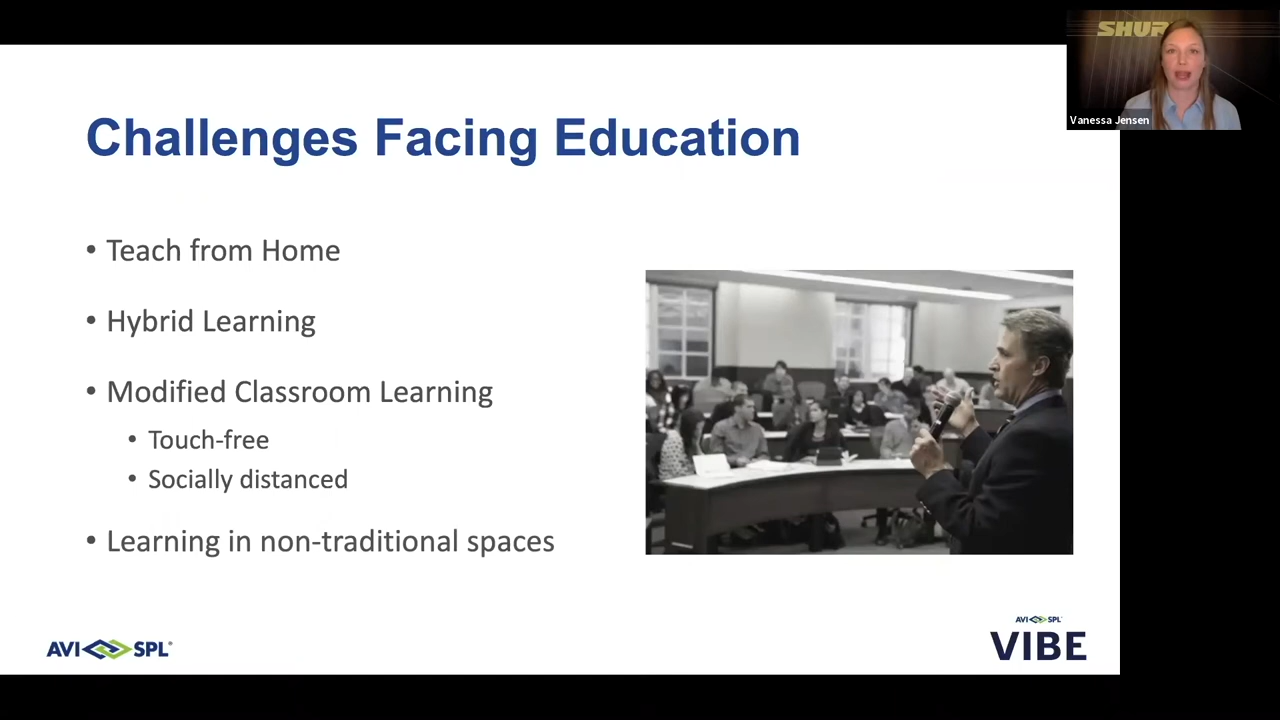 SHUR
Vanessa Jensen
Challenges Facing Education
• Teach from Home
• Hybrid Learning
• Modified Classroom Learning
• Touch-free
• Socially distanced
• Learning in non-traditional spaces
AVI SPL®
AVI SPL
VIBE